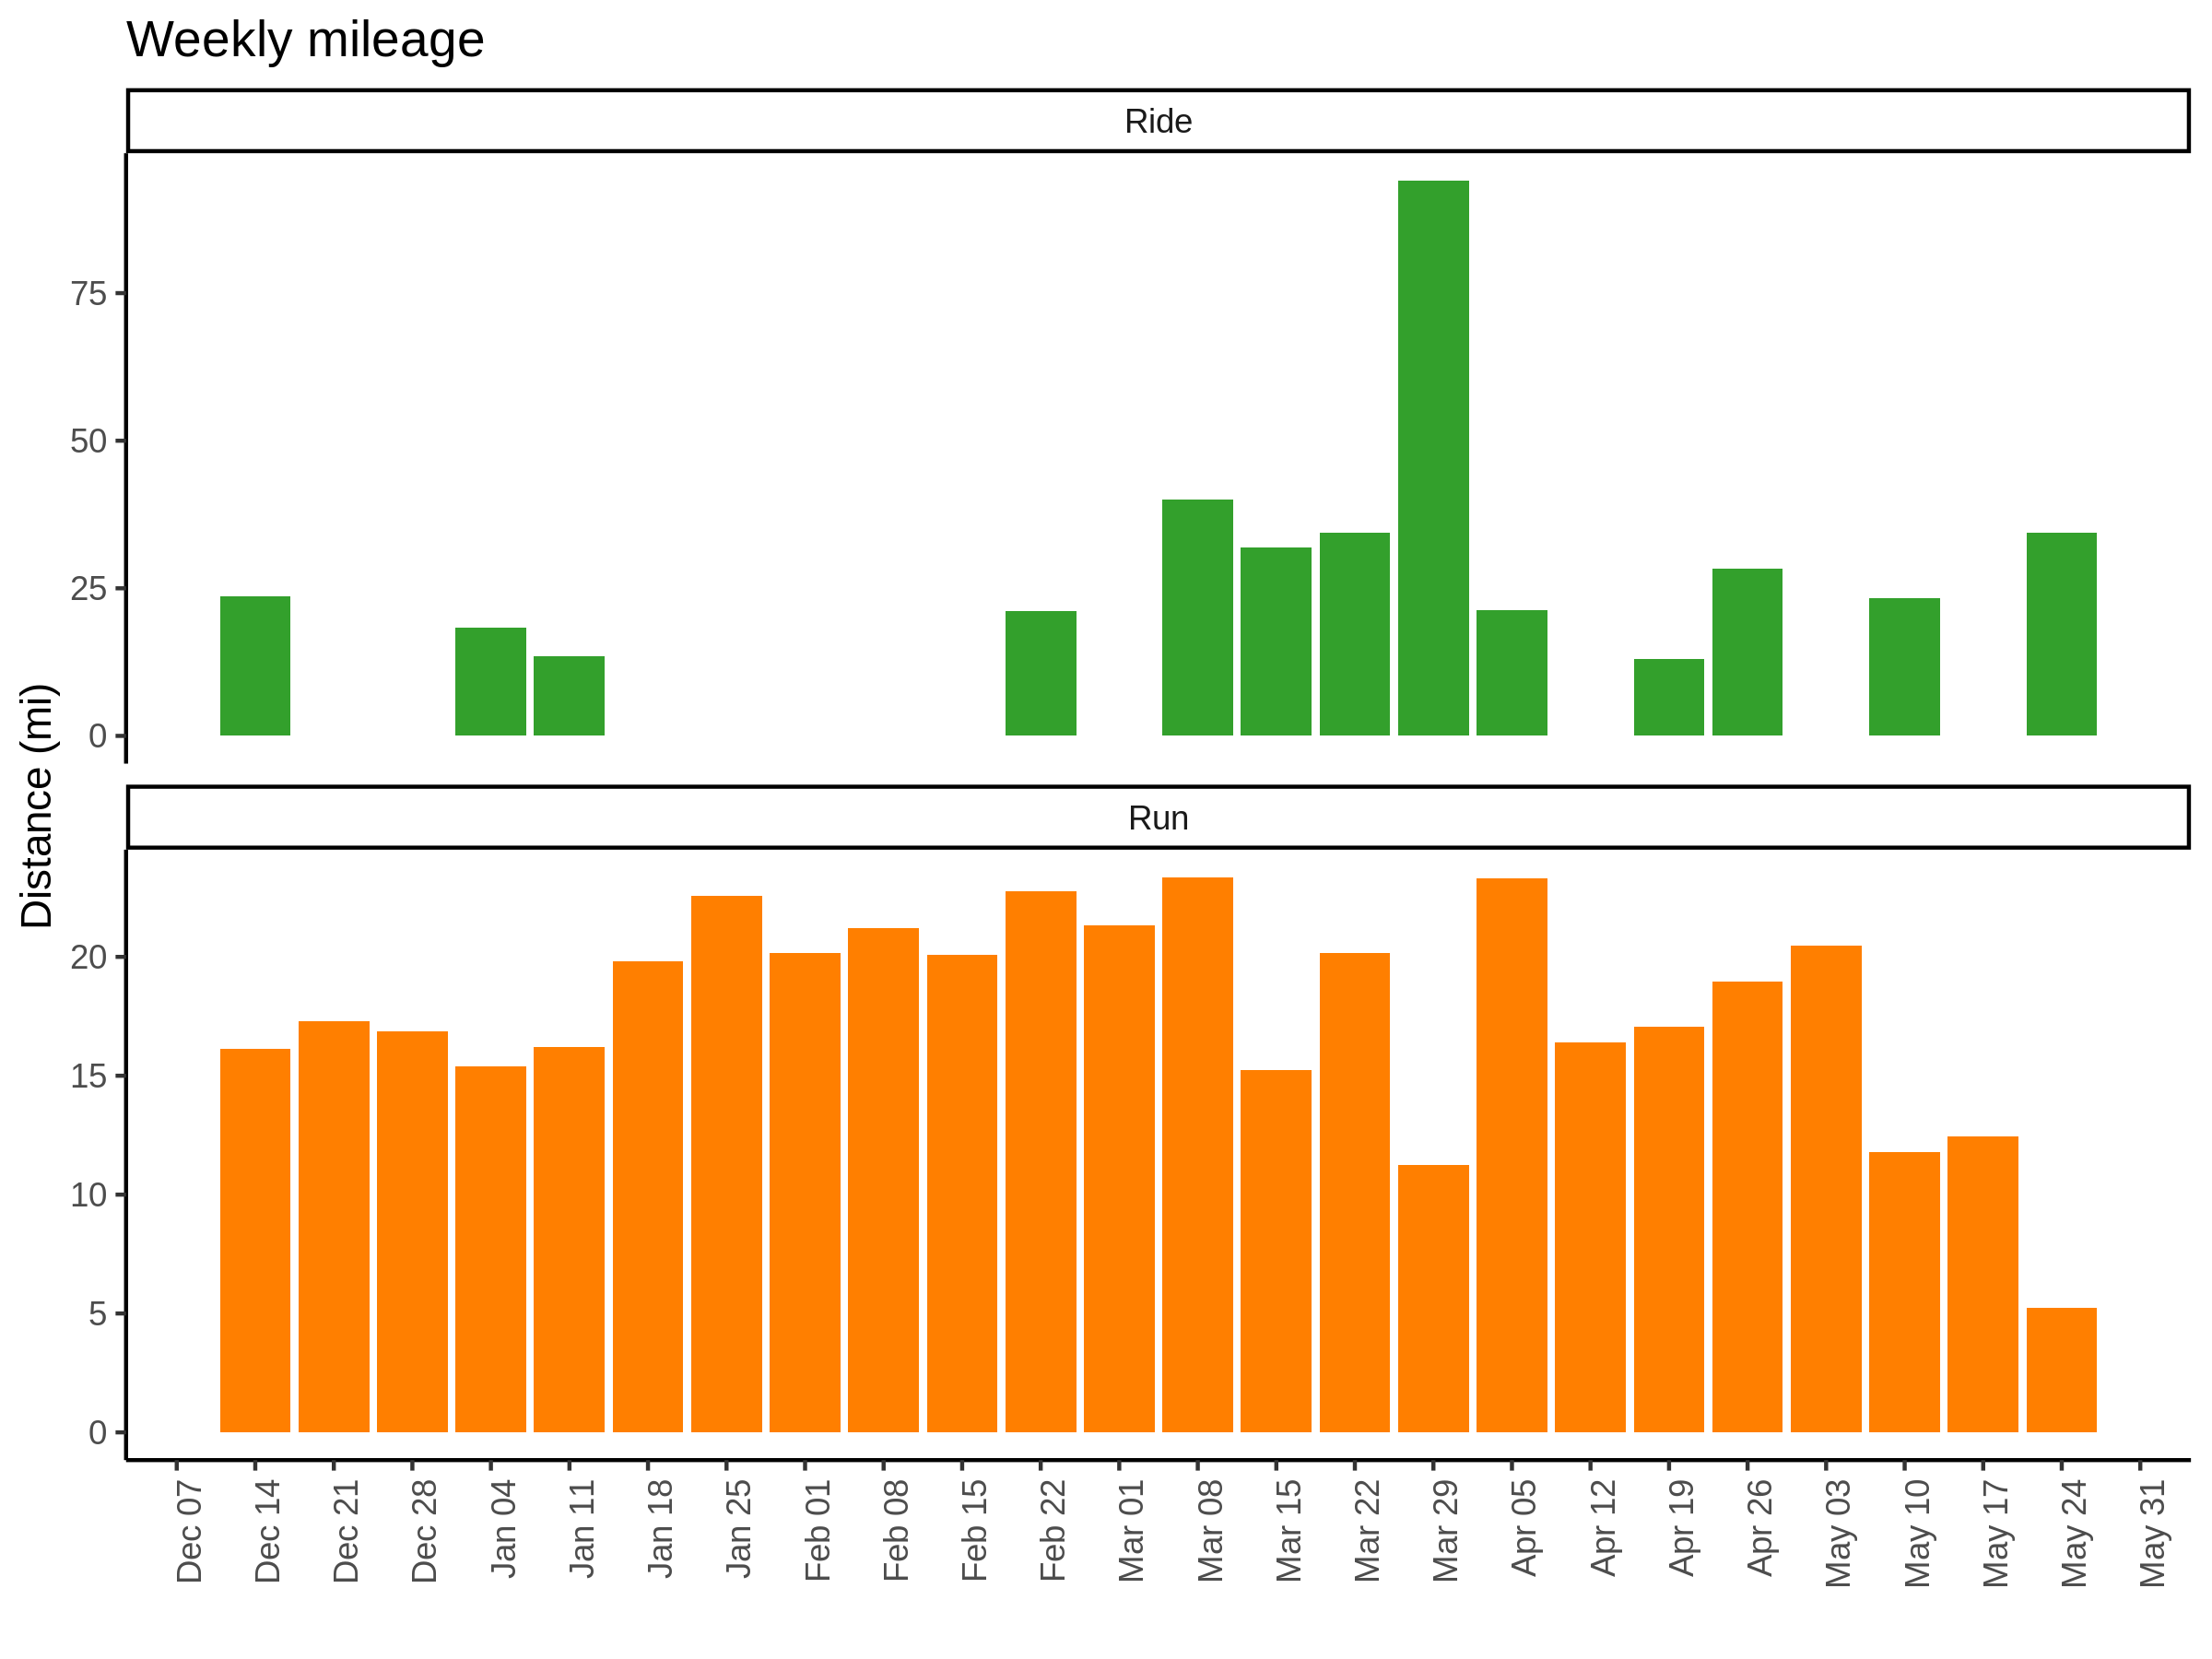 Weekly mileage
Ride
75
50
25
0
Distance (mi)
Run
20
15
10
5
0
Dec 07
Dec 14
Dec 21
Dec 28
Jan 04
Jan 11
Jan 18
Jan 25
Feb 01
Feb 08
Feb 15
Feb 22
Mar 01
Mar 08
Mar 15
Mar 22
Mar 29
Apr 05
Apr 12
Apr 19
Apr 26
May 03
May 10
May 17
May 24
May 31